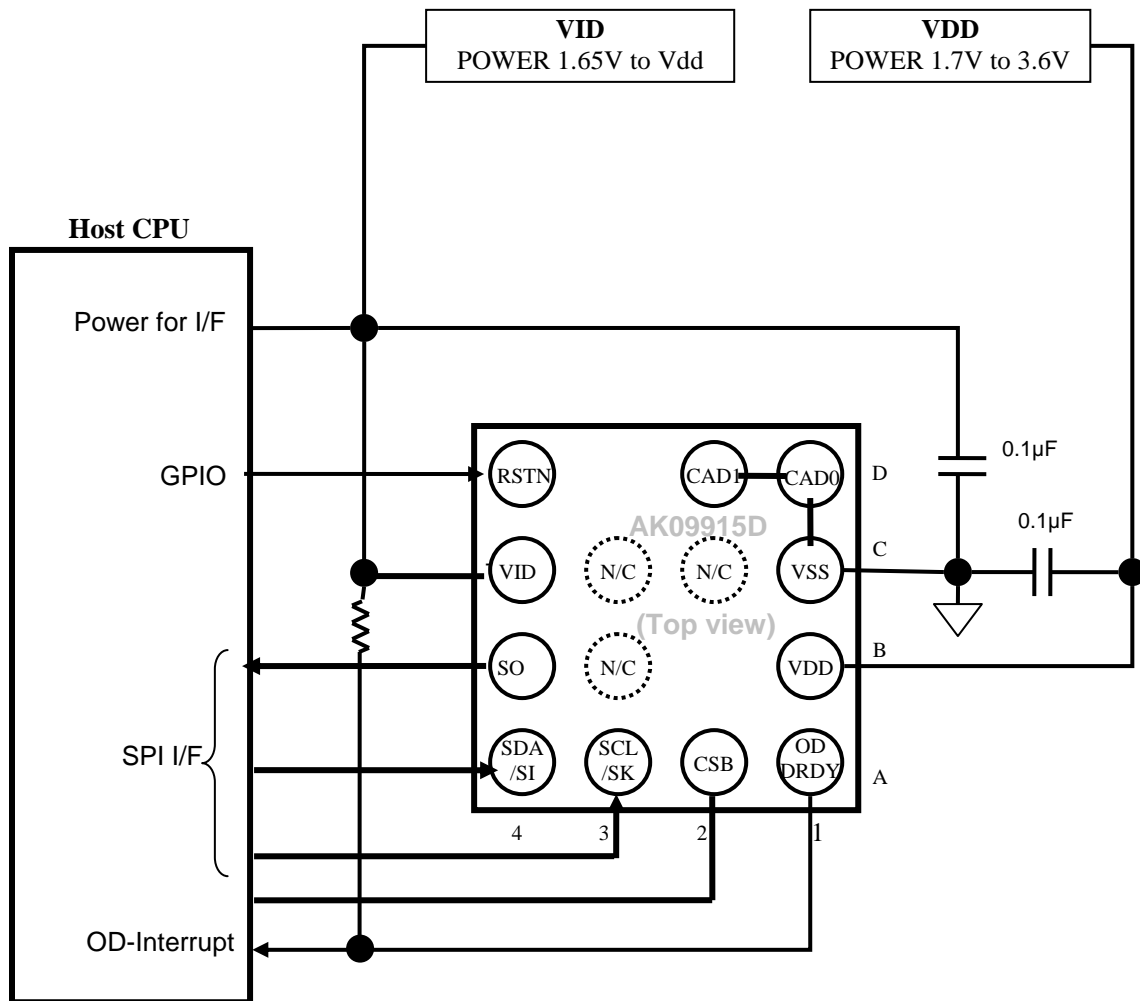 VID
POWER 1.65V to Vdd
VDD
POWER 1.7V to 3.6V
Host CPU
Power for I/F
GPIO
SPI I/F
OD-Interrupt
RSTN
CAD1
CAD0
D
0.1µF
0.1µF
AK09915D
C
VID
N/C
N/C
VSS
(Top view)
B
SO
N/C
VDD
SDA
/SI
SCL
/SK
CSB
OD
DRDY
A
4
3
2
1